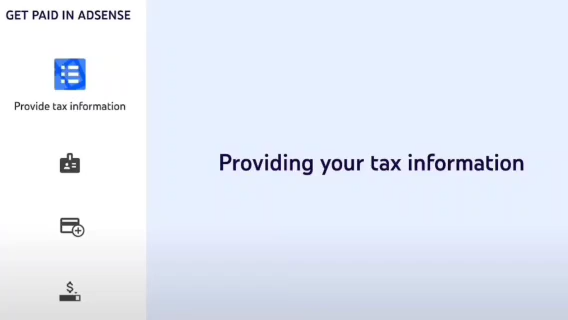 GET PAID IN ADSENSE
Provide tax information
Providing your tax information